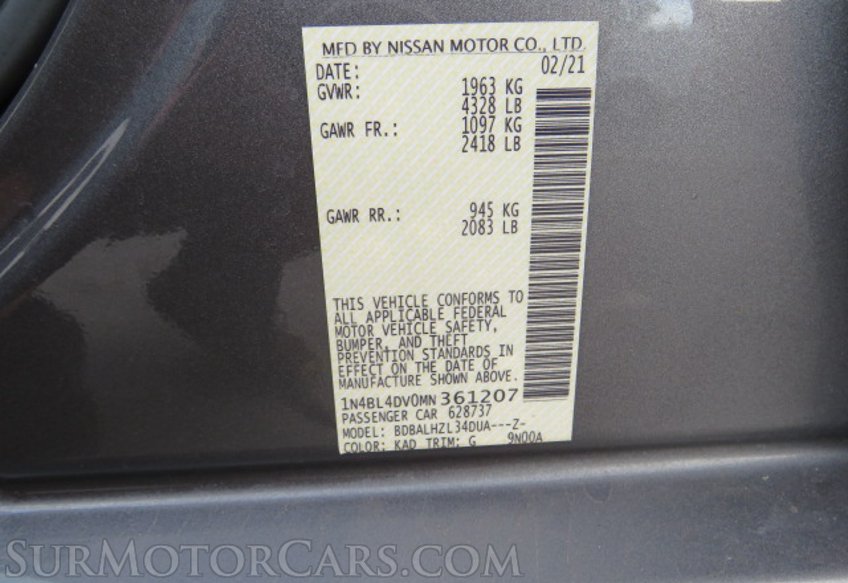 MFD BY NISSAN MOTOR CO., LTD.
DATE: 02/21
GVWR: 1963 KG
4328 LB
GAWR FR.: 1097 KG
2418 LB
GAWR RR.: 945 KG
2083 LB
THIS VEHICLE CONFORMS TO
ALL APPLICABLE FEDERAL
MOTOR VEHICLE SAFETY,
BUMPER, AND THEFT
PREVENTION STANDARDS IN
EFFECT ON THE DATE OF
MANUFACTURE SHOWN ABOVE.
1N4BL4DV0MN361207
PASSENGER CAR 628737
MODEL: BDBALHZL34DUA---Z-
COLOR: KAD TRIM: G 9N00A
SURMOTORCARS.COM